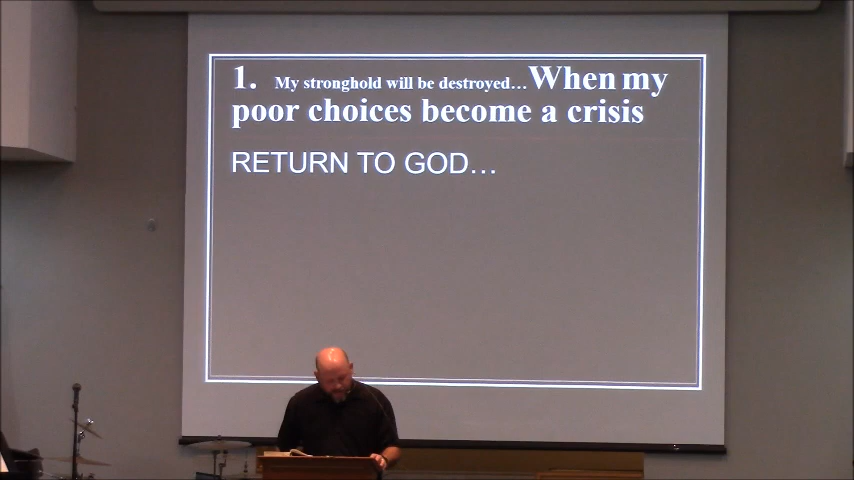 1. My stronghold will be destroyed…When my
poor choices become a crisis
RETURN TO GOD…